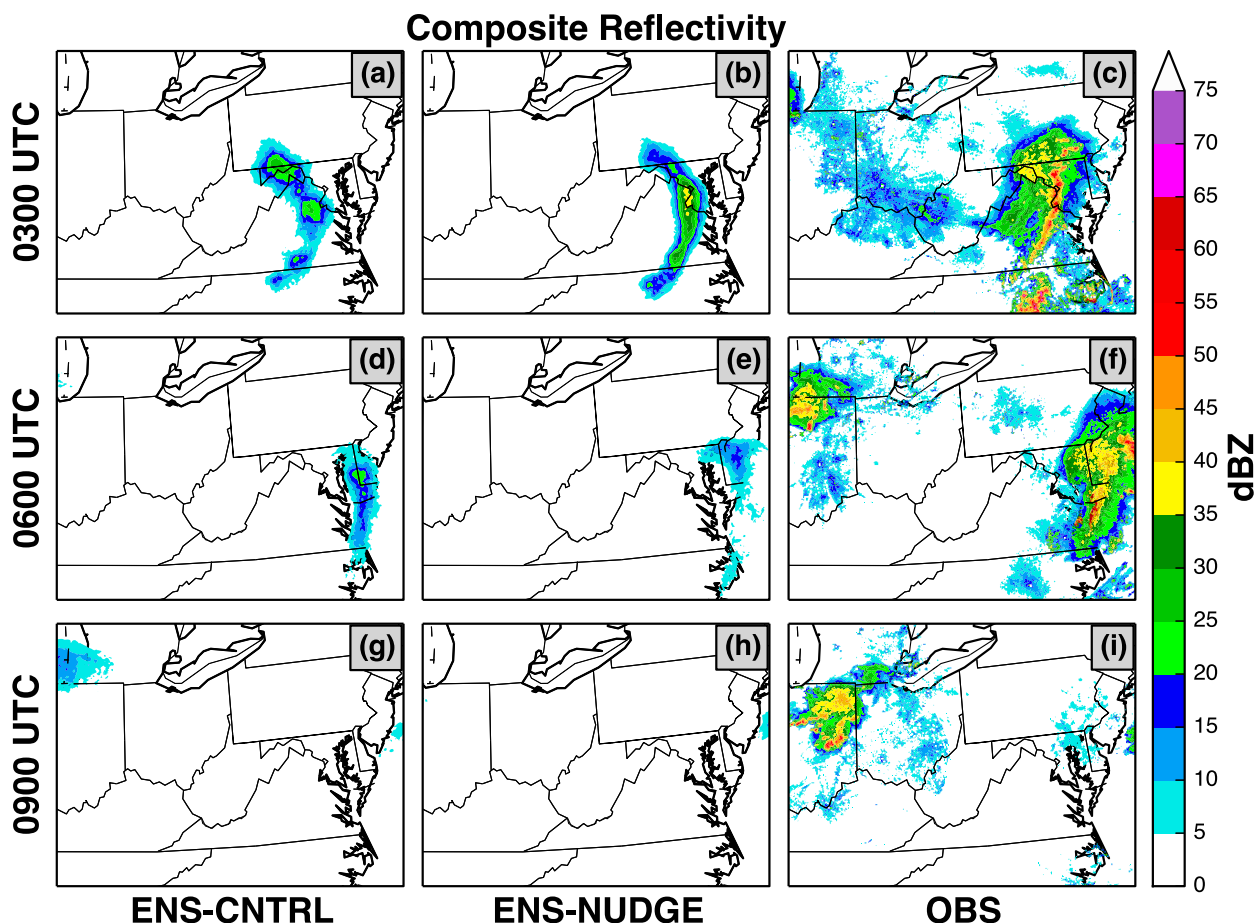 Composite Reflectivity
0300 UTC
(a)
(b)
(c)
0600 UTC
(d)
(e)
(f)
0900 UTC
(g)
(h)
(i)
ENS-CNTRL
ENS-NUDGE
OBS
75
70
65
60
55
50
45
40
35
30
25
20
15
10
5
0
dBZ